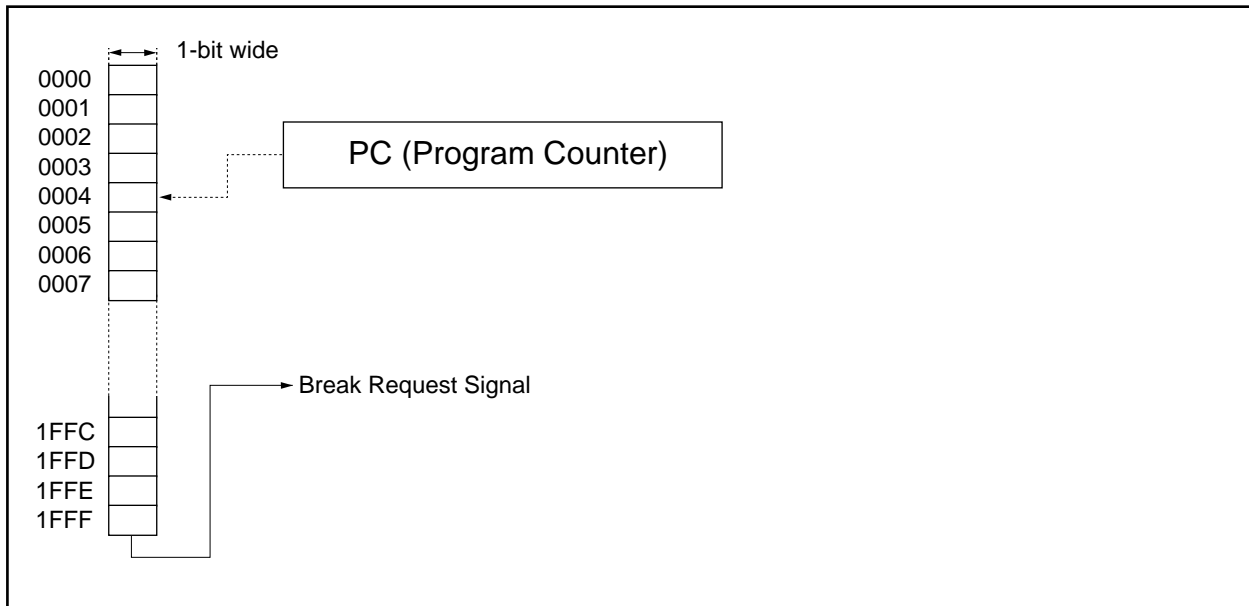 1-bit wide
0000
0001
0002
0003
0004
0005
0006
0007
PC (Program Counter)
Break Request Signal
1FFC
1FFD
1FFE
1FFF